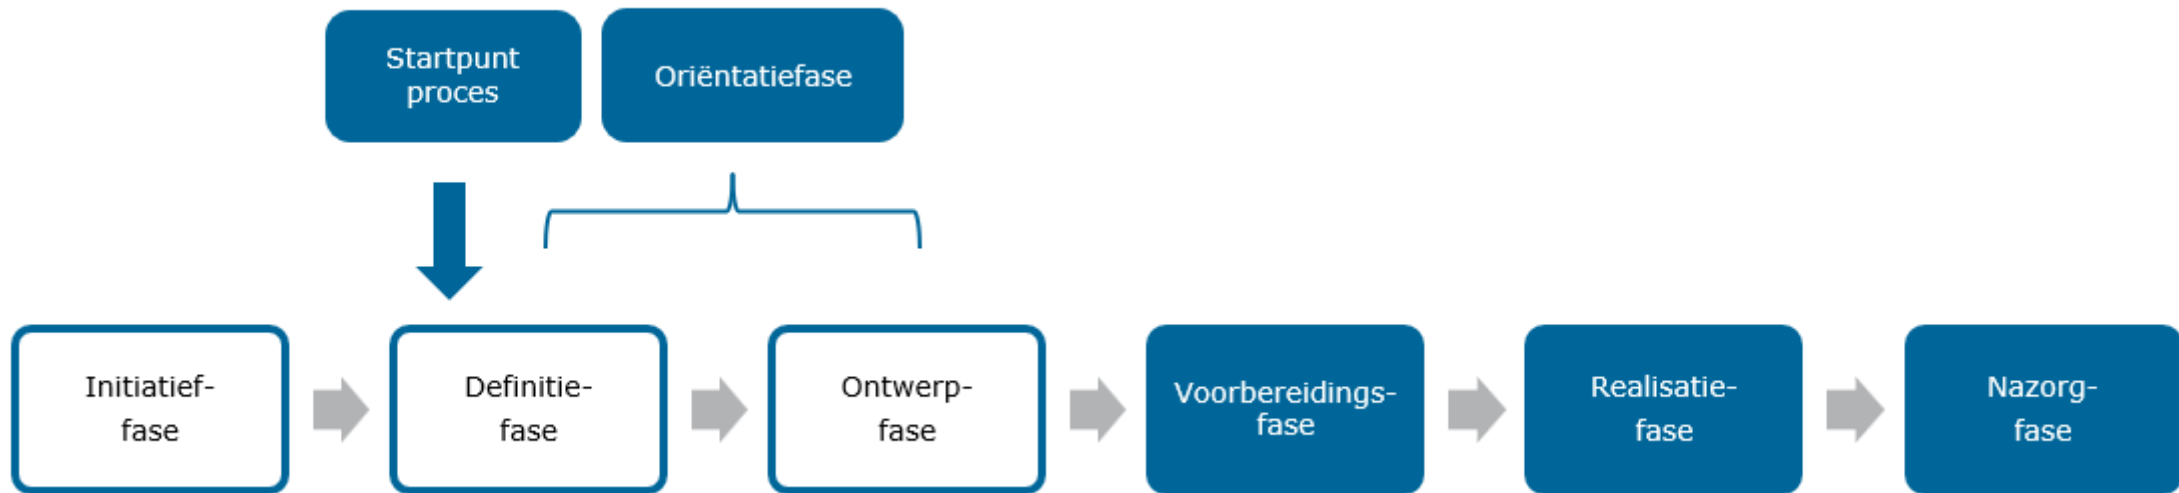 Startpunt
proces
Oriëntatiefase
Initiatief-
fase
Definitie-
fase
Ontwerp-
fase
Voorbereidings-
fase
Realisatie-
fase
Nazorg-
fase